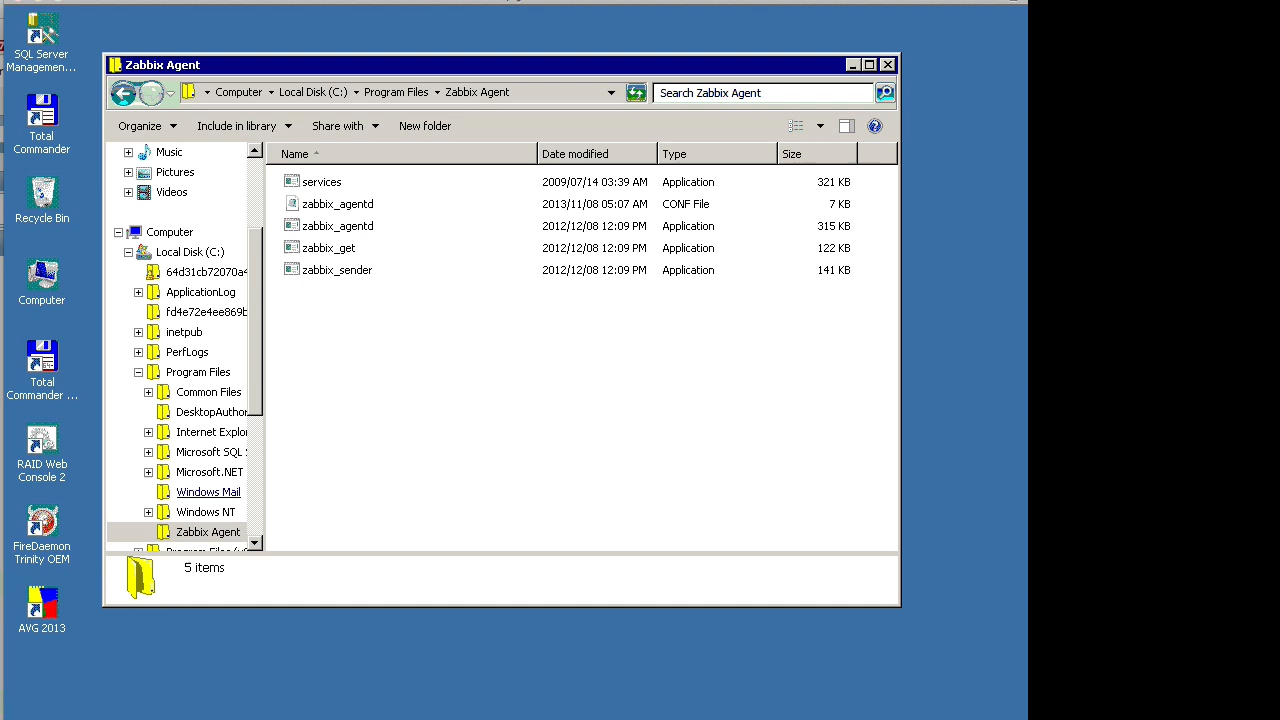 SQL Server
Managemen...
Total
Commander
Recycle Bin
Computer
Total
Commander ...
RAID Web
Console 2
FireDaemon
Trinity OEM
AVG 2013
Zabbix Agent
Computer Local Disk (C:) Program Files Zabbix Agent
Search Zabbix Agent
Organize Include in library Share with New folder
Music
Pictures
Videos
Computer
Local Disk (C:)
64d31cb72070a4
ApplicationLog
fd4e72e4ee869b
inetpub
PerfLogs
Program Files
Common Files
DesktopAuthor
Internet Explor
Microsoft SQL
Microsoft.NET
Windows Mail
Windows NT
Zabbix Agent
Name Date modified Type Size
services 2009/07/14 03:39 AM Application 321 KB
zabbix_agentd 2013/11/08 05:07 AM CONF File 7 KB
zabbix_agentd 2012/12/08 12:09 PM Application 315 KB
zabbix_get 2012/12/08 12:09 PM Application 122 KB
zabbix_sender 2012/12/08 12:09 PM Application 141 KB
5 items